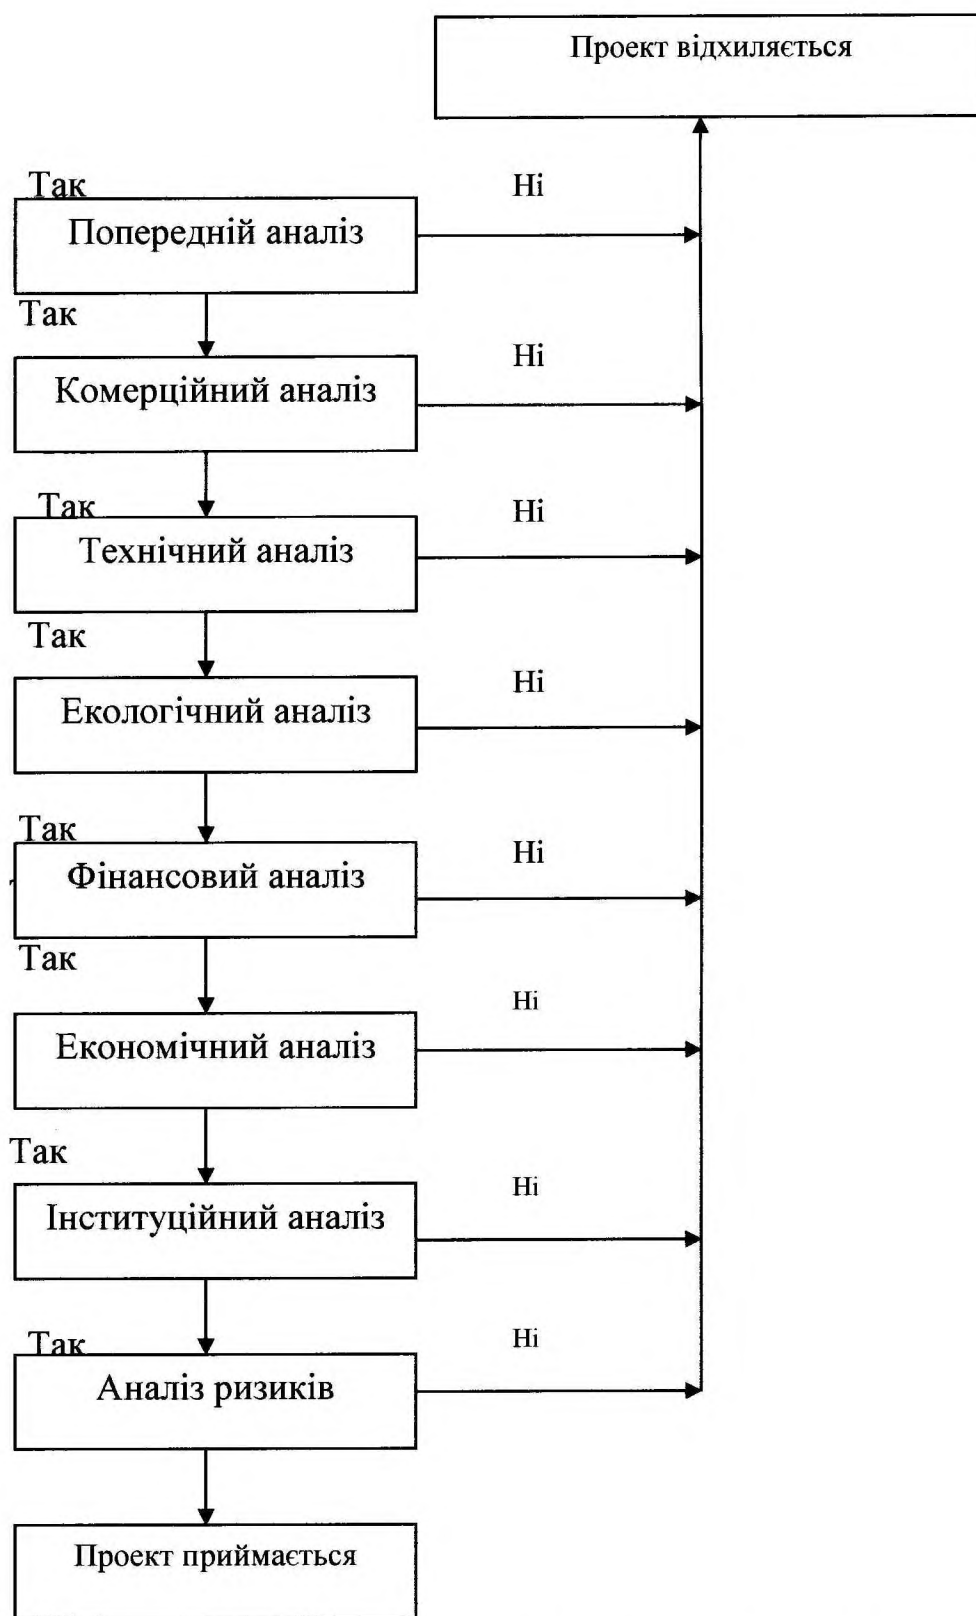 Проект відхиляється
Так
Ні
Попередній аналіз
Так
Ні
Комерційний аналіз
Так
Ні
Технічний аналіз
Так
Ні
Екологічний аналіз
Так
Ні
Фінансовий аналіз
Так
Ні
Економічний аналіз
Так
Ні
Інституційний аналіз
Так
Ні
Аналіз ризиків
Проект приймається